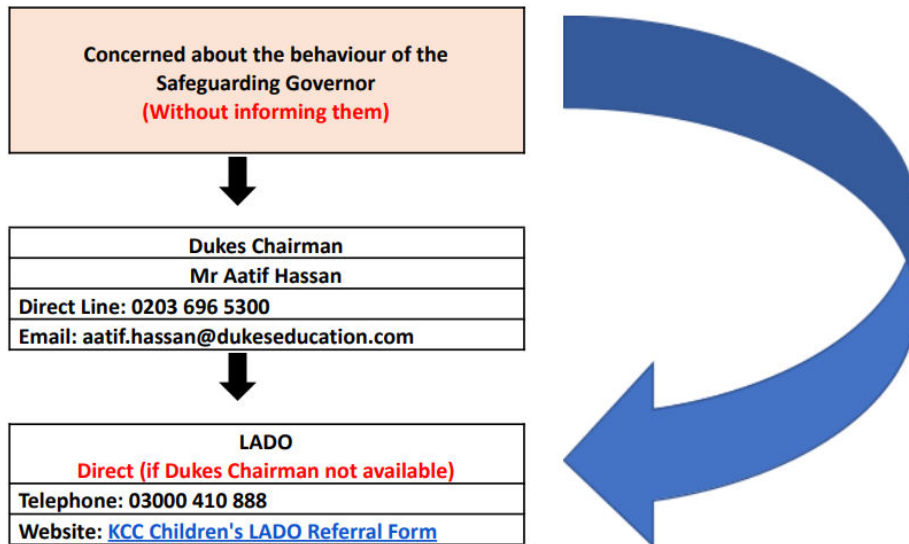 Concerned about the behaviour of the
Safeguarding Governor
(Without informing them)
Dukes Chairman
Mr Aatif Hassan
Direct Line: 0203 696 5300
Email: aatif.hassan@dukeseducation.com
LADO
Direct (if Dukes Chairman not available)
Telephone: 03000 410 888
Website: KCC Children's LADO Referral Form